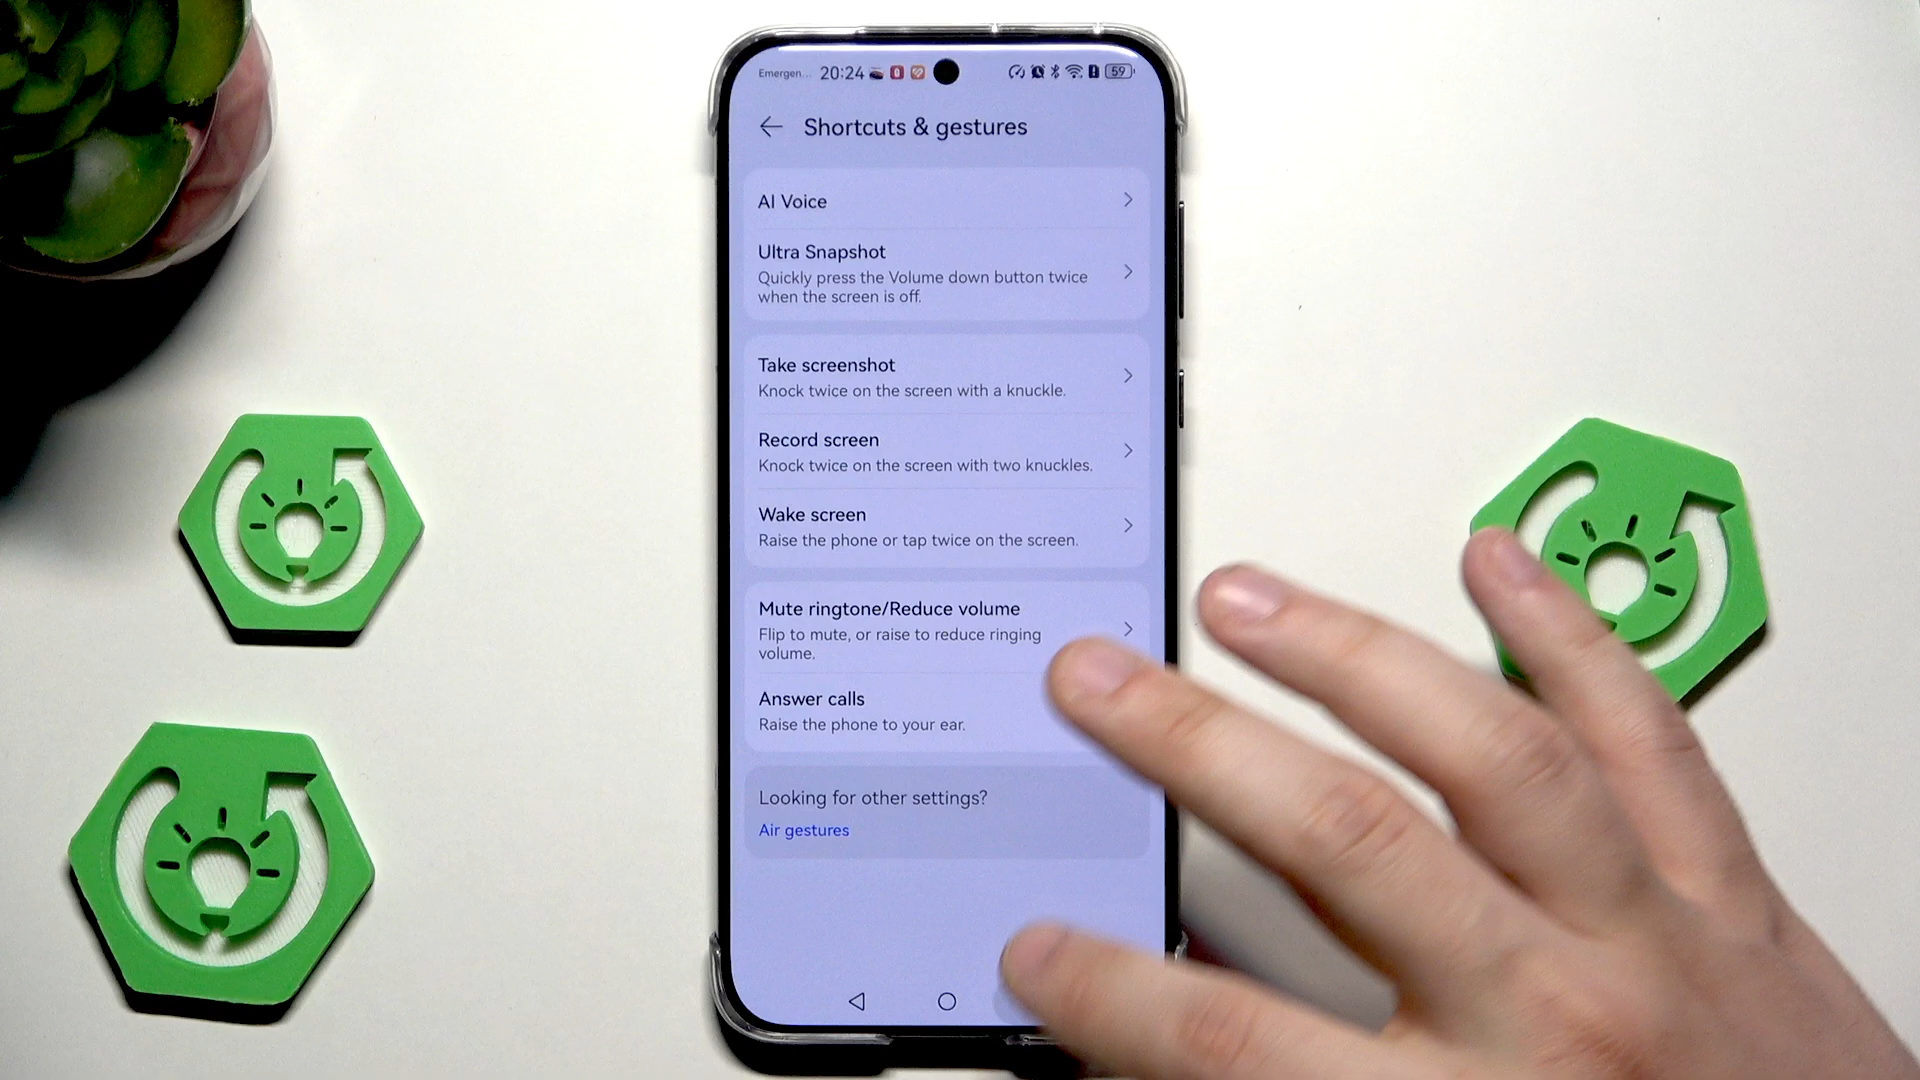 Emergen... 20:24 59
Shortcuts & gestures
AI Voice
Ultra Snapshot
Quickly press the Volume down button twice
when the screen is off.
Take screenshot
Knock twice on the screen with a knuckle.
Record screen
Knock twice on the screen with two knuckles.
Wake screen
Raise the phone or tap twice on the screen.
Mute ringtone/Reduce volume
Flip to mute, or raise to reduce ringing
volume.
Answer calls
Raise the phone to your ear.
Looking for other settings?
Air gestures